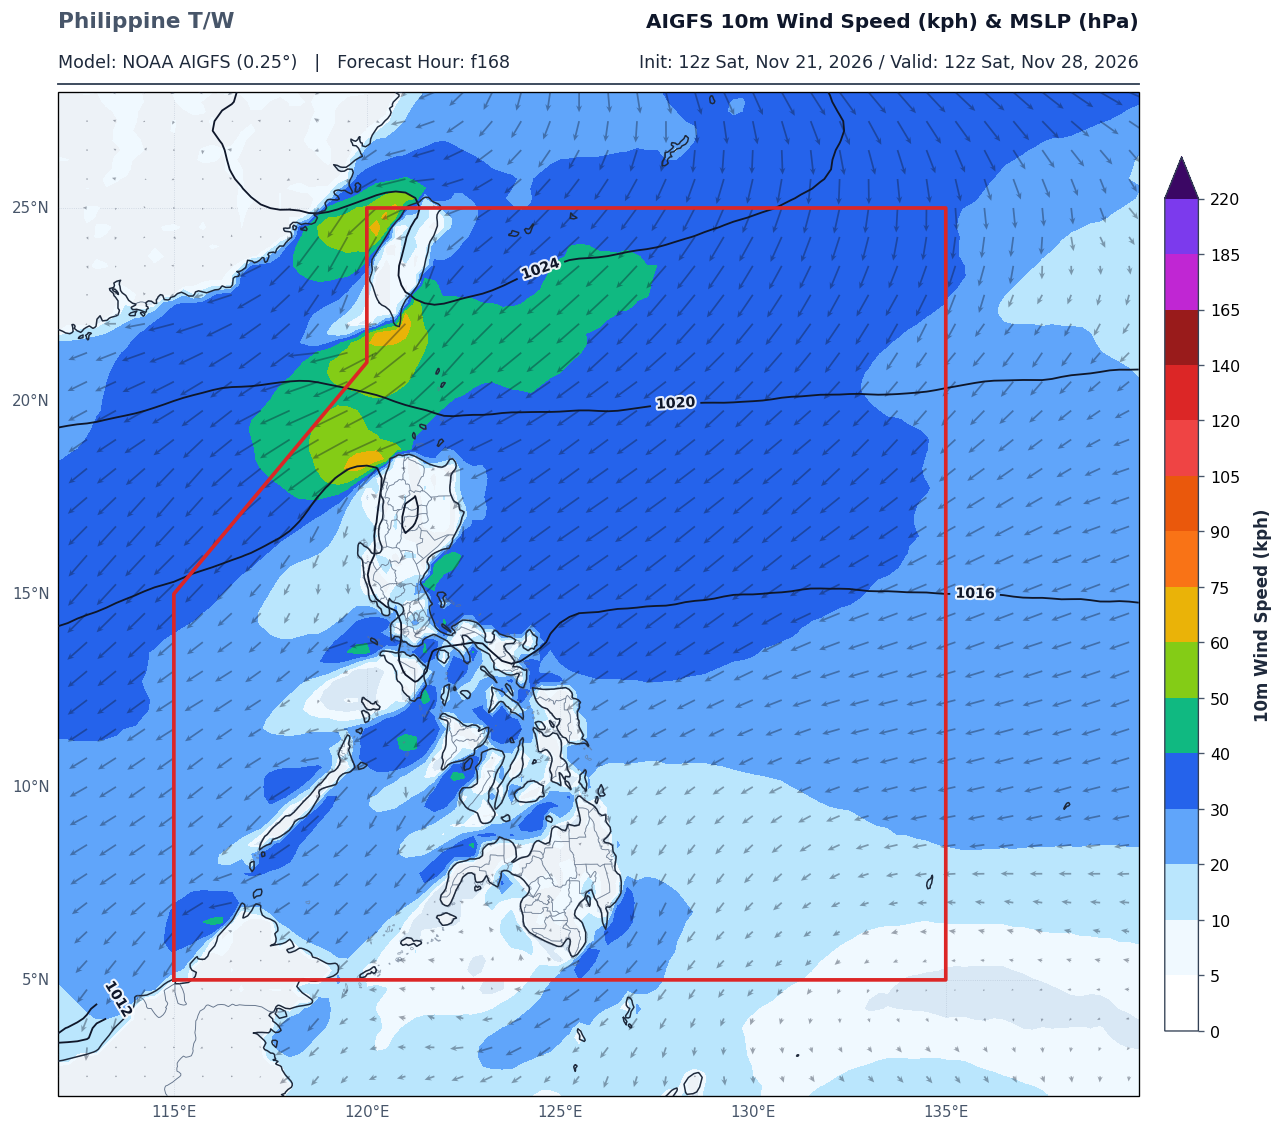 Philippine T/W
AIGFS 10m Wind Speed (kph) & MSLP (hPa)
Model: NOAA AIGFS (0.25°) | Forecast Hour: f168
Init: 12z Sat, Nov 21, 2026 / Valid: 12z Sat, Nov 28, 2026
25°N
20°N
15°N
10°N
5°N
1024
1020
1016
1012
115°E
120°E
125°E
130°E
135°E
220
185
165
140
120
105
90
75
60
50
40
30
20
10
5
0
10m Wind Speed (kph)